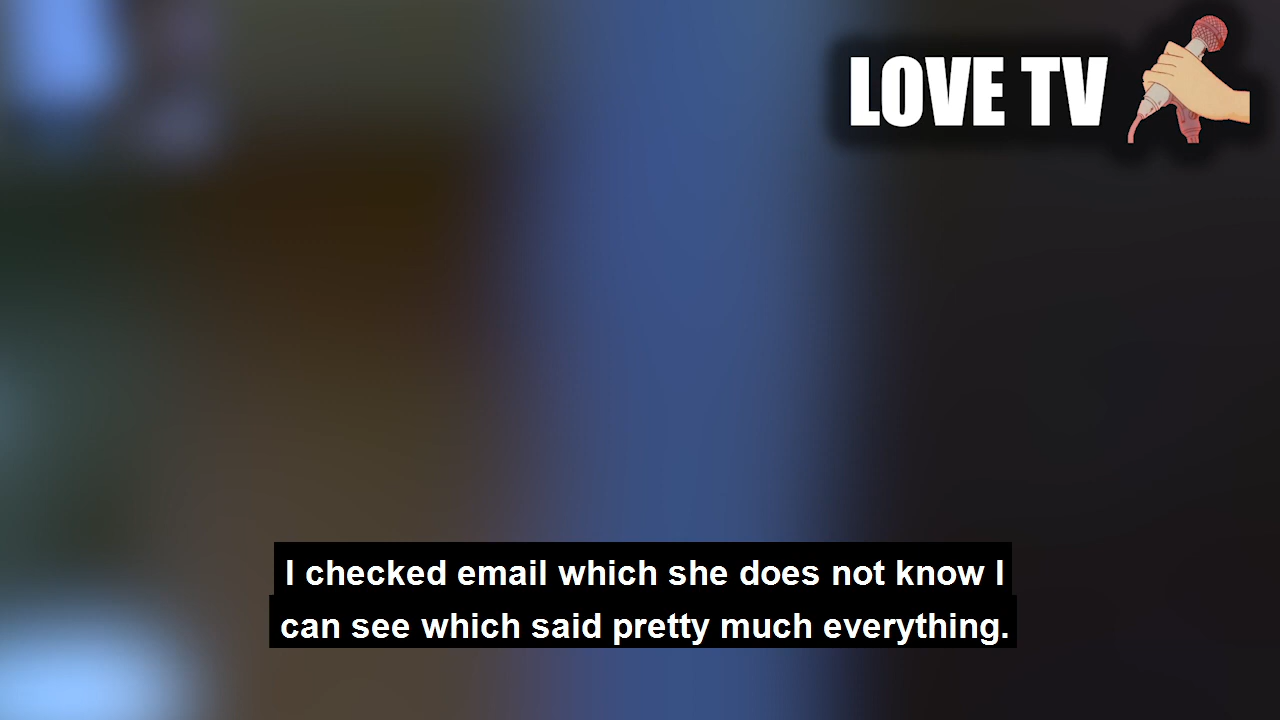 LOVE TV
I checked email which she does not know I
can see which said pretty much everything.